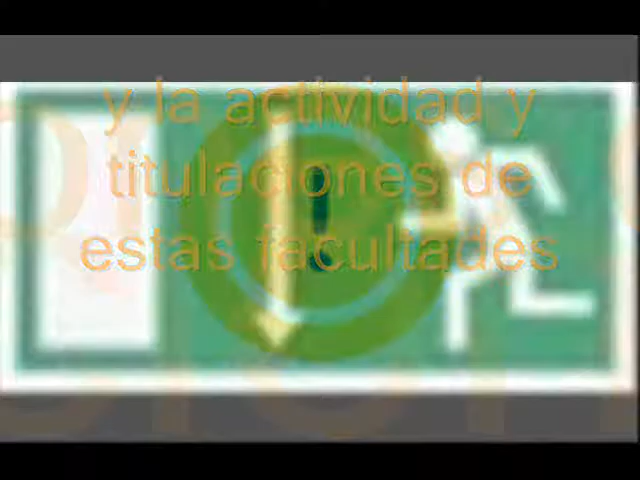 y la actividad y
titulaciones de
estas facultades